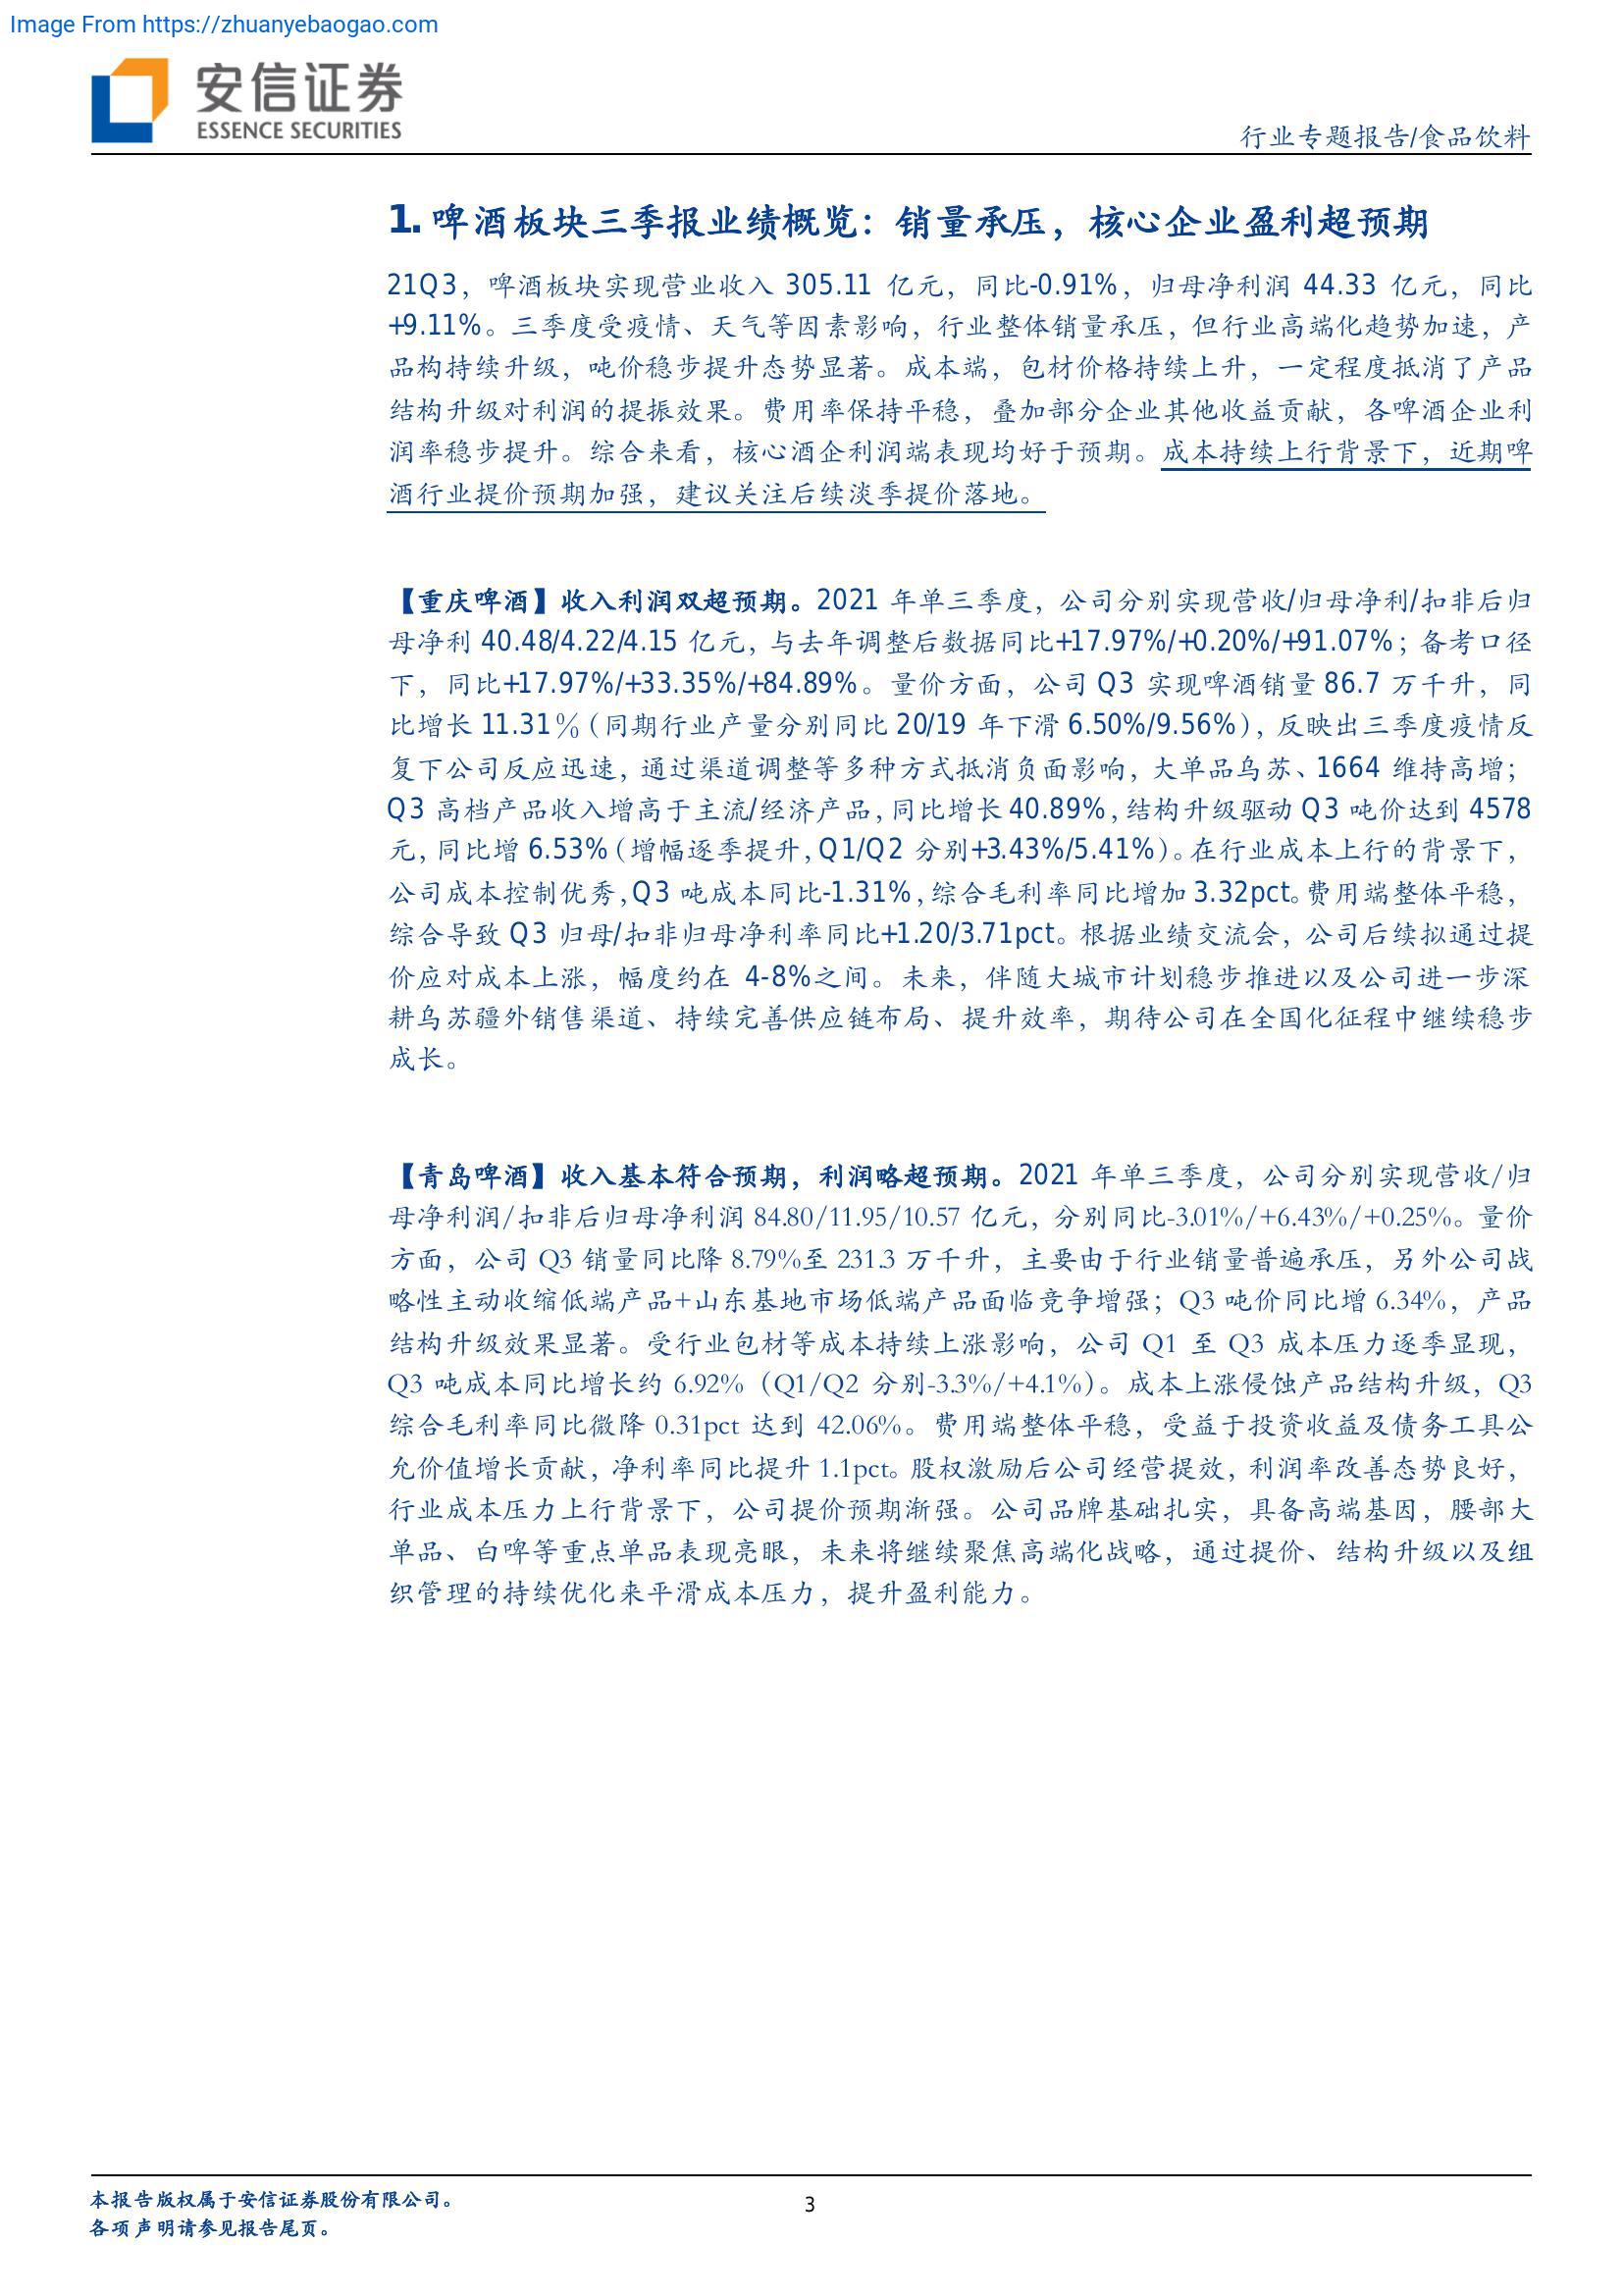 Image From https://zhuanyebaogao.com
安信证券
ESSENCE SECURITIES
行业专题报告/食品饮料
1. 啤酒板块三季报业绩概览：销量承压，核心企业盈利超预期
21Q3，啤酒板块实现营业收入 305.11 亿元，同比-0.91%，归母净利润 44.33 亿元，同比
+9.11%。三季度受疫情、天气等因素影响，行业整体销量承压，但行业高端化趋势加速，产
品构持续升级，吨价稳步提升态势显著。成本端，包材价格持续上升，一定程度抵消了产品
结构升级对利润的提振效果。费用率保持平稳，叠加部分企业其他收益贡献，各啤酒企业利
润率稳步提升。综合来看，核心酒企利润端表现均好于预期。成本持续上行背景下，近期啤
酒行业提价预期加强，建议关注后续淡季提价落地。
【重庆啤酒】收入利润双超预期。2021 年单三季度，公司分别实现营收/归母净利/扣非后归
母净利 40.48/4.22/4.15 亿元，与去年调整后数据同比+17.97%/+0.20%/+91.07%；备考口径
下，同比+17.97%/+33.35%/+84.89%。量价方面，公司 Q3 实现啤酒销量 86.7 万千升，同
比增长 11.31％（同期行业产量分别同比 20/19 年下滑 6.50%/9.56%），反映出三季度疫情反
复下公司反应迅速，通过渠道调整等多种方式抵消负面影响，大单品乌苏、1664 维持高增；
Q3 高档产品收入增高于主流/经济产品，同比增长 40.89%，结构升级驱动 Q3 吨价达到 4578
元，同比增 6.53%（增幅逐季提升，Q1/Q2 分别+3.43%/5.41%）。在行业成本上行的背景下，
公司成本控制优秀，Q3 吨成本同比-1.31%，综合毛利率同比增加 3.32pct。费用端整体平稳，
综合导致 Q3 归母/扣非归母净利率同比+1.20/3.71pct。根据业绩交流会，公司后续拟通过提
价应对成本上涨，幅度约在 4-8%之间。未来，伴随大城市计划稳步推进以及公司进一步深
耕乌苏疆外销售渠道、持续完善供应链布局、提升效率，期待公司在全国化征程中继续稳步
成长。
【青岛啤酒】收入基本符合预期，利润略超预期。2021 年单三季度，公司分别实现营收/归
母净利润/扣非后归母净利润 84.80/11.95/10.57 亿元，分别同比-3.01%/+6.43%/+0.25%。量价
方面，公司 Q3 销量同比降 8.79%至 231.3 万千升，主要由于行业销量普遍承压，另外公司战
略性主动收缩低端产品+山东基地市场低端产品面临竞争增强；Q3 吨价同比增 6.34%，产品
结构升级效果显著。受行业包材等成本持续上涨影响，公司 Q1 至 Q3 成本压力逐季显现，
Q3 吨成本同比增长约 6.92%（Q1/Q2 分别-3.3%/+4.1%）。成本上涨侵蚀产品结构升级，Q3
综合毛利率同比微降 0.31pct 达到 42.06%。费用端整体平稳，受益于投资收益及债务工具公
允价值增长贡献，净利率同比提升 1.1pct。股权激励后公司经营提效，利润率改善态势良好，
行业成本压力上行背景下，公司提价预期渐强。公司品牌基础扎实，具备高端基因，腰部大
单品、白啤等重点单品表现亮眼，未来将继续聚焦高端化战略，通过提价、结构升级以及组
织管理的持续优化来平滑成本压力，提升盈利能力。
本报告版权属于安信证券股份有限公司。
各项声明请参见报告尾页。
3